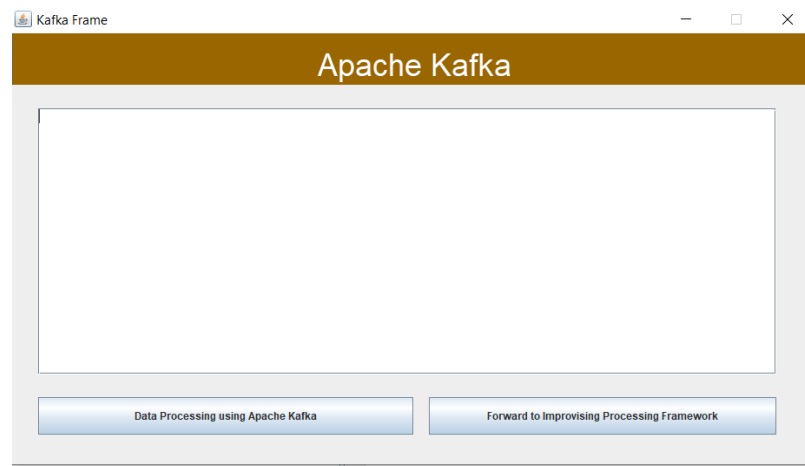 Kafka Frame
Apache Kafka
Data Processing using Apache Kafka
Forward to Improvising Processing Framework